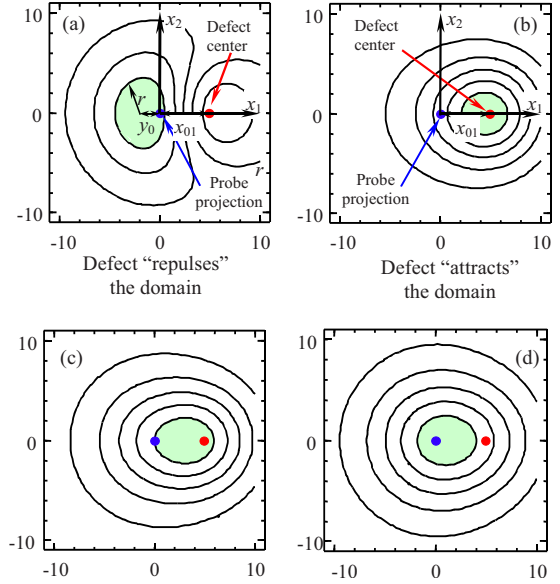 (a)
x2
Defect
center
10
r
x1
0
y0
x01
r
Probe
projection
-10
-10
0
10
Defect “repulses”
the domain
(b)
x2
Defect
center
10
x1
0
x01
Probe
projection
-10
-10
0
10
Defect “attracts”
the domain
(c)
10
0
-10
-10
0
10
(d)
10
0
-10
-10
0
10